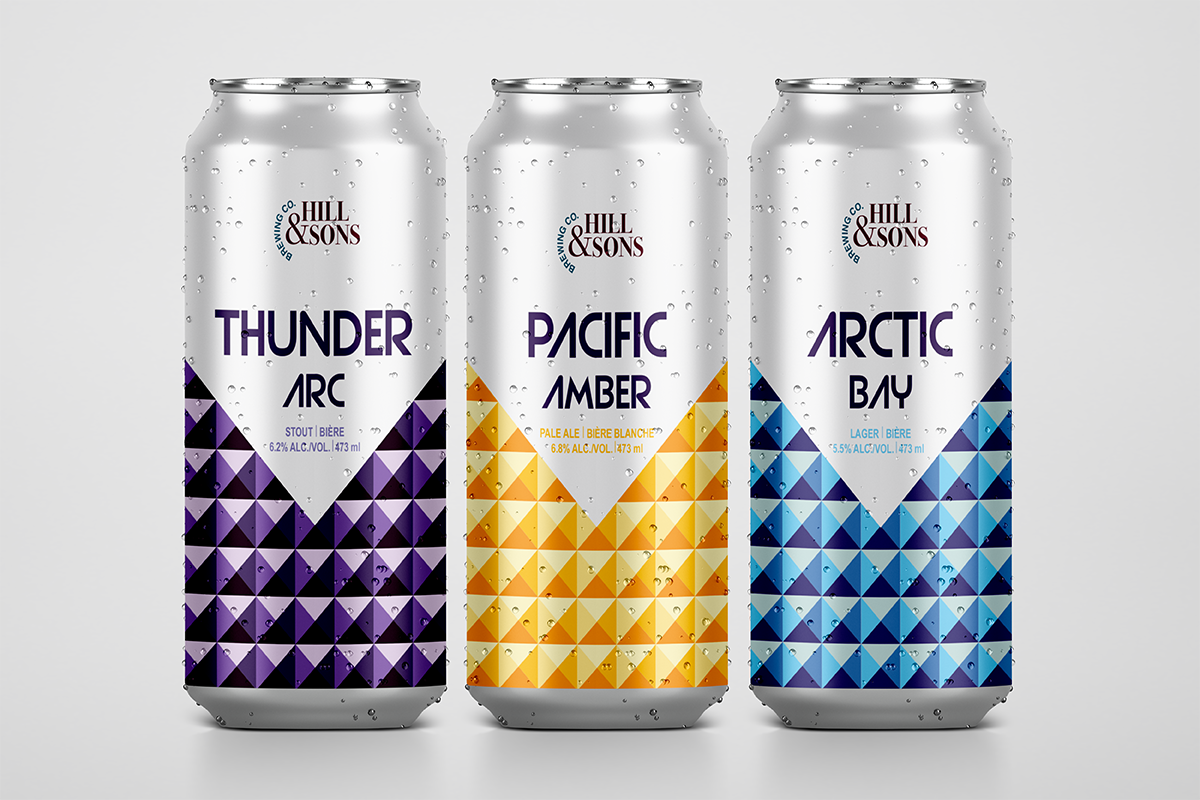 BREWING CO.
HILL
&SONS
THUNDER
ARC
STOUT | BIÈRE
6.2% ALC./VOL. | 473 ml
BREWING CO.
HILL
&SONS
PACIFIC
AMBER
PALE ALE | BIÈRE BLANCHE
6.8% ALC./VOL. | 473 ml
BREWING CO.
HILL
&SONS
ARCTIC
BAY
LAGER | BIÈRE
5.5% ALC./VOL. | 473 ml